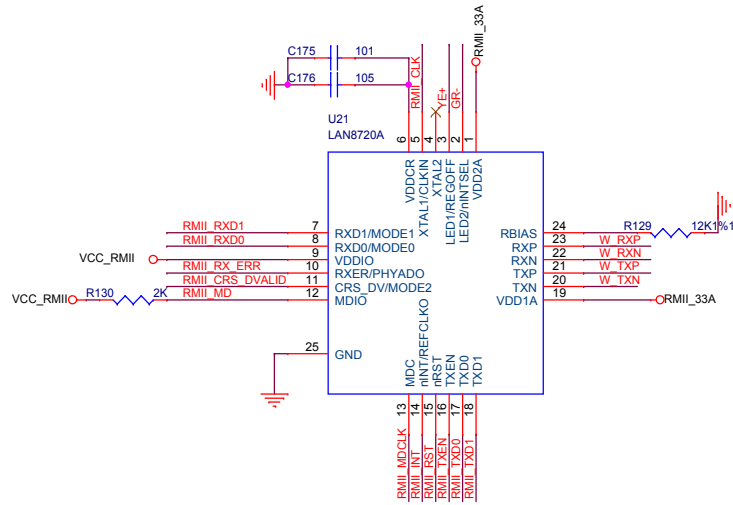 C175 101
C176 105
RMII_CLK
YE+
GR-
RMII_33A
U21
LAN8720A
6 5 4 3 2 1
VDDCR
XTAL1/CLKIN
XTAL2
LED1/REGOFF
LED2/nINTSEL
VDD2A
RMII_RXD1 7 RXD1/MODE1
RMII_RXD0 8 RXD0/MODE0
VCC_RMII 9 VDDIO
RMII_RX_ERR 10 RXER/PHYADO
RMII_CRS_DVALID 11 CRS_DV/MODE2
VCC_RMII R130 2K RMII_MD 12 MDIO
25 GND
RBIAS 24 R129 12K1%1
RXP 23 W_RXP
RXN 22 W_RXN
TXP 21 W_TXP
TXN 20 W_TXN
VDD1A 19 RMII_33A
MDC
nINT/REFCLKO
nRST
TXEN
TXD0
TXD1
13 14 15 16 17 18
RMII_MDCLK
RMII_INT
RMII_RST
RMII_TXEN
RMII_TXD0
RMII_TXD1